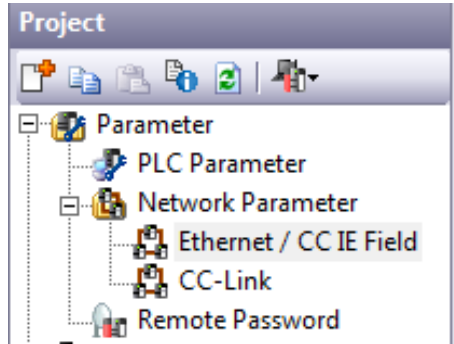 Project
Parameter
PLC Parameter
Network Parameter
Ethernet / CC IE Field
CC-Link
Remote Password